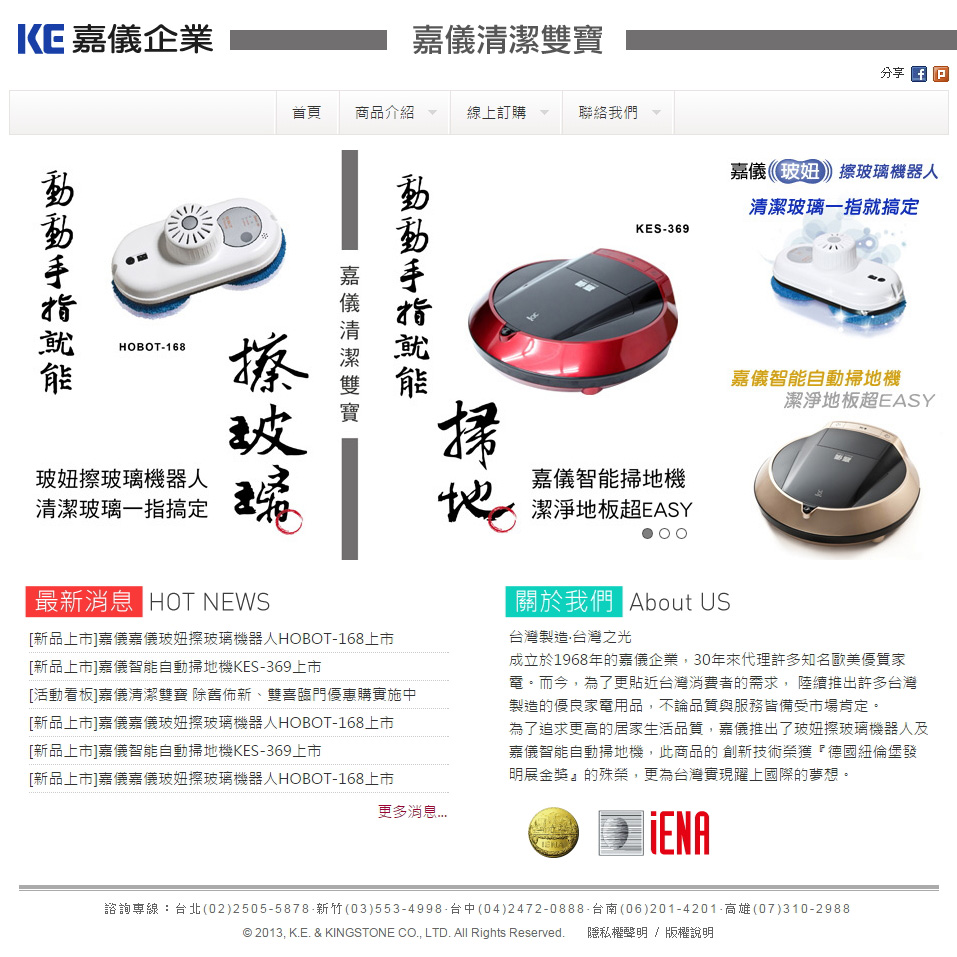 KE 嘉儀企業
嘉儀清潔雙寶
分享
首頁
商品介紹
線上訂購
聯絡我們
動動手指就能
擦玻璃
HOBOT-168
玻妞擦玻璃機器人
清潔玻璃一指搞定
嘉儀清潔雙寶
動動手指就能
掃地
KES-369
嘉儀智能掃地機
潔淨地板超EASY
嘉儀 玻妞 擦玻璃機器人
清潔玻璃一指就搞定
嘉儀智能自動掃地機
潔淨地板超EASY
最新消息 HOT NEWS
[新品上市]嘉儀嘉儀玻妞擦玻璃機器人HOBOT-168上市
[新品上市]嘉儀智能自動掃地機KES-369上市
[活動看板]嘉儀清潔雙寶 除舊佈新、雙喜臨門優惠購實施中
[新品上市]嘉儀嘉儀玻妞擦玻璃機器人HOBOT-168上市
[新品上市]嘉儀智能自動掃地機KES-369上市
[新品上市]嘉儀嘉儀玻妞擦玻璃機器人HOBOT-168上市
更多消息...
關於我們 About US
台灣製造‧台灣之光
成立於1968年的嘉儀企業，30年來代理許多知名歐美優質家
電。而今，為了更貼近台灣消費者的需求， 陸續推出許多台灣
製造的優良家電用品，不論品質與服務皆備受市場肯定。
為了追求更高的居家生活品質，嘉儀推出了玻妞擦玻璃機器人及
嘉儀智能自動掃地機，此商品的 創新技術榮獲『德國紐倫堡發
明展金獎』的殊榮，更為台灣實現躍上國際的夢想。
iENA
諮詢專線：台北(02)2505-5878‧新竹(03)553-4998‧台中(04)2472-0888‧台南(06)201-4201‧高雄(07)310-2988
© 2013, K.E. & KINGSTONE CO., LTD. All Rights Reserved. 隱私權聲明 / 版權說明